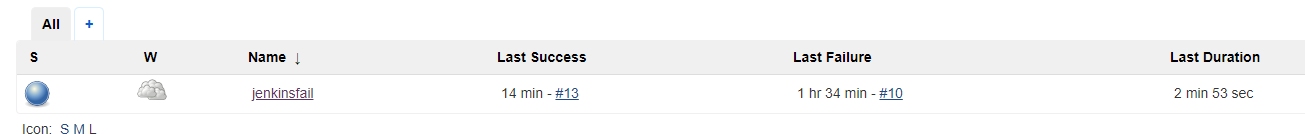 All +
S W Name ↓ Last Success Last Failure Last Duration
jenkinsfail 14 min - #13 1 hr 34 min - #10 2 min 53 sec
Icon: S M L